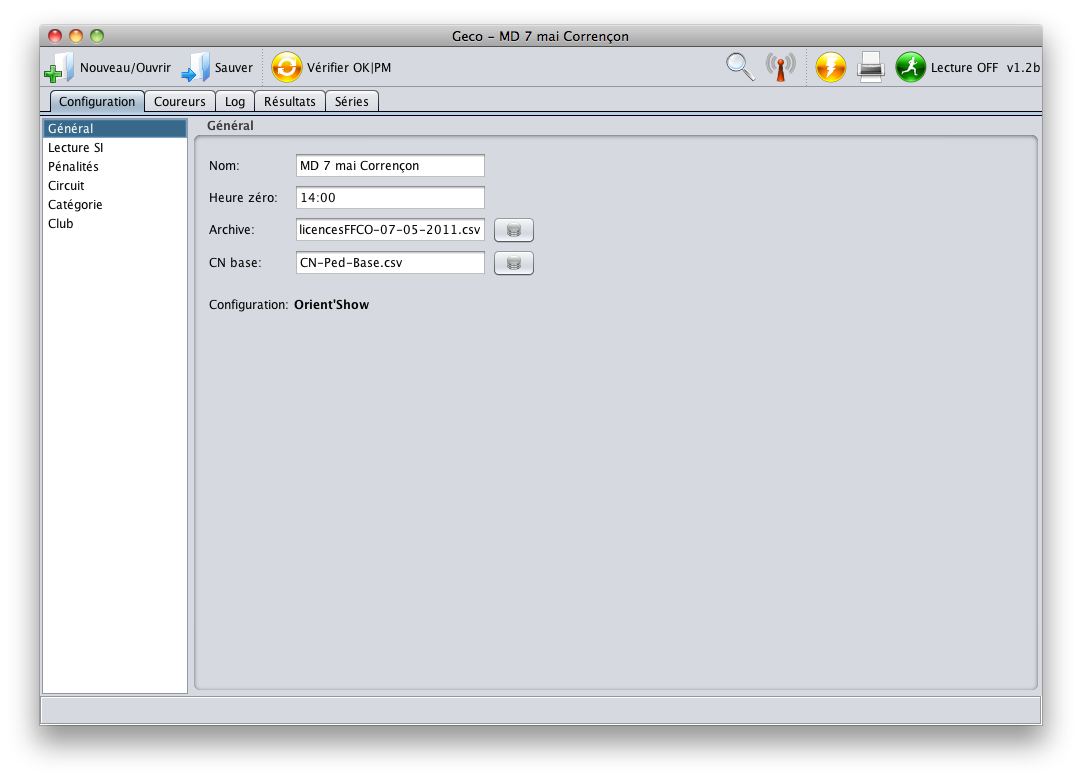 Geco – MD 7 mai Corrençon
Nouveau/Ouvrir Sauver Vérifier OK|PM Lecture OFF v1.2b
Configuration Coureurs Log Résultats Séries
Général
Lecture SI
Pénalités
Circuit
Catégorie
Club
Général
Nom: MD 7 mai Corrençon
Heure zéro: 14:00
Archive: licencesFFCO-07-05-2011.csv
CN base: CN-Ped-Base.csv
Configuration: Orient'Show